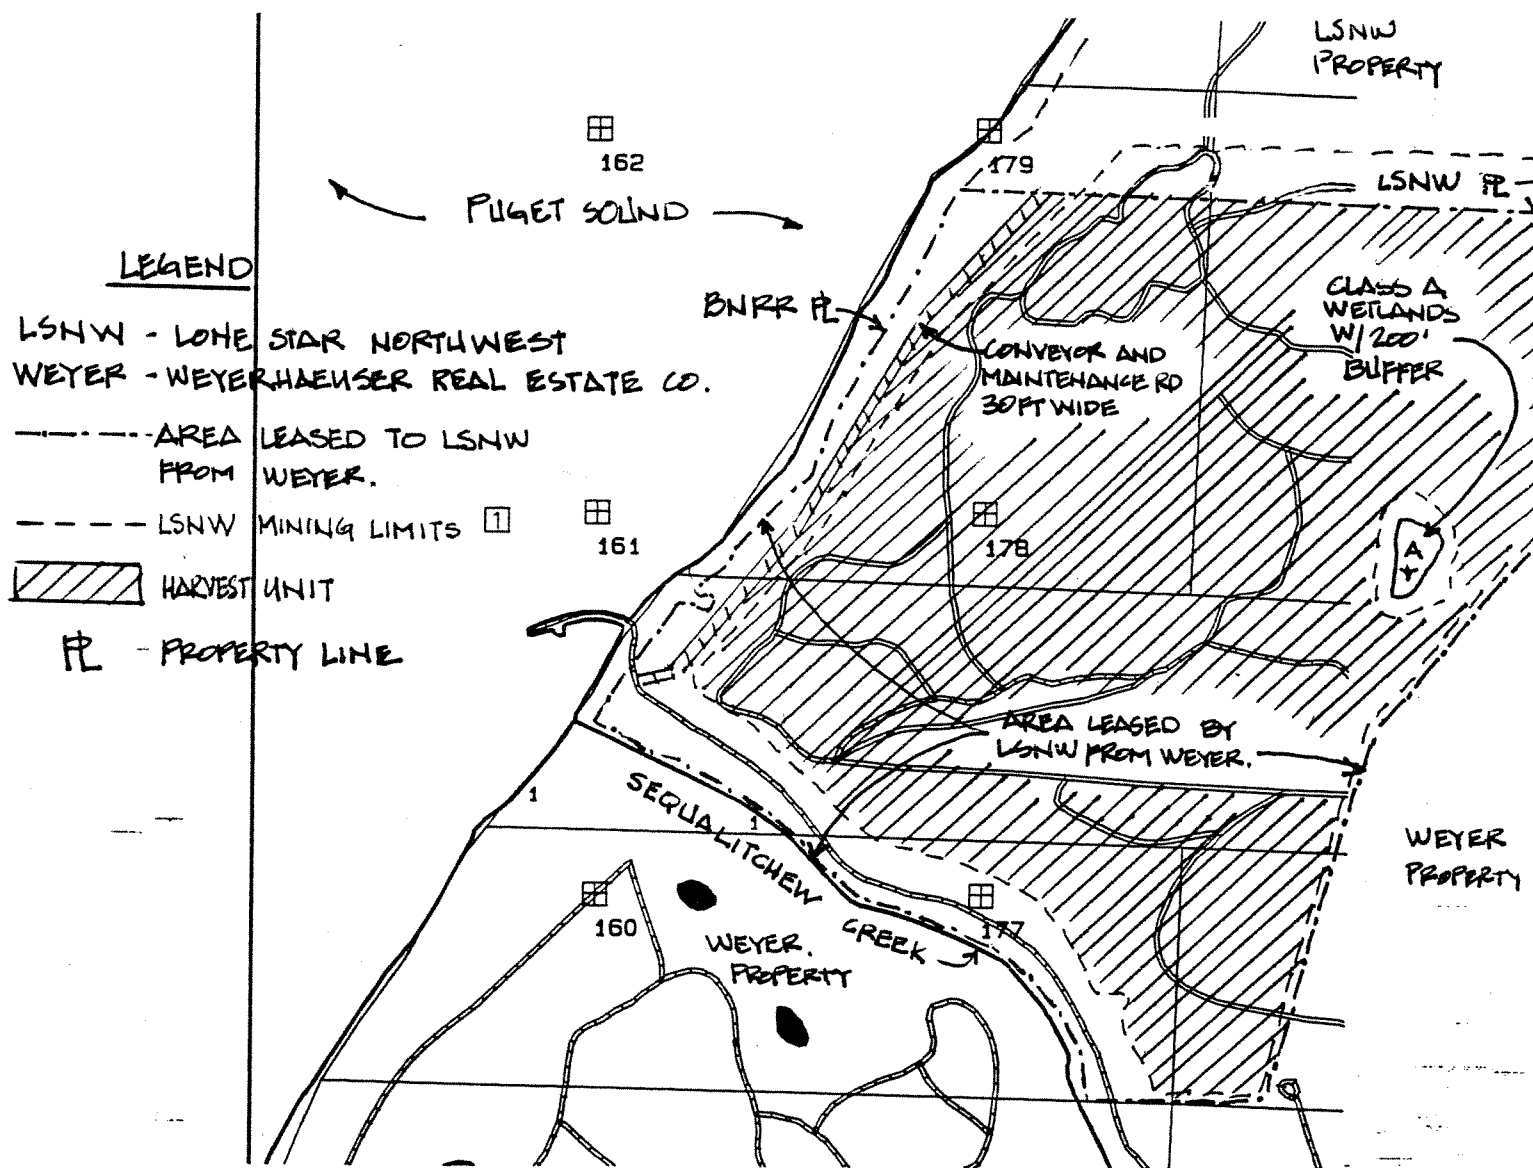 LSNW
PROPERTY
162
179
PUGET SOUND
LSNW PL
LEGEND
LSNW - LONE STAR NORTHWEST
WEYER - WEYERHAEUSER REAL ESTATE CO.
AREA LEASED TO LSNW
FROM WEYER.
LSNW MINING LIMITS
HARVEST UNIT
PL - PROPERTY LINE
BNRR PL
CONVEYOR AND
MAINTENANCE RD
30FT WIDE
CLASS A
WETLANDS
W/ 200'
BUFFER
1
161
178
A
AREA LEASED BY
LSNW FROM WEYER.
1
1
SEQUALITCHEW
CREEK
WEYER
PROPERTY
160
177
WEYER.
PROPERTY